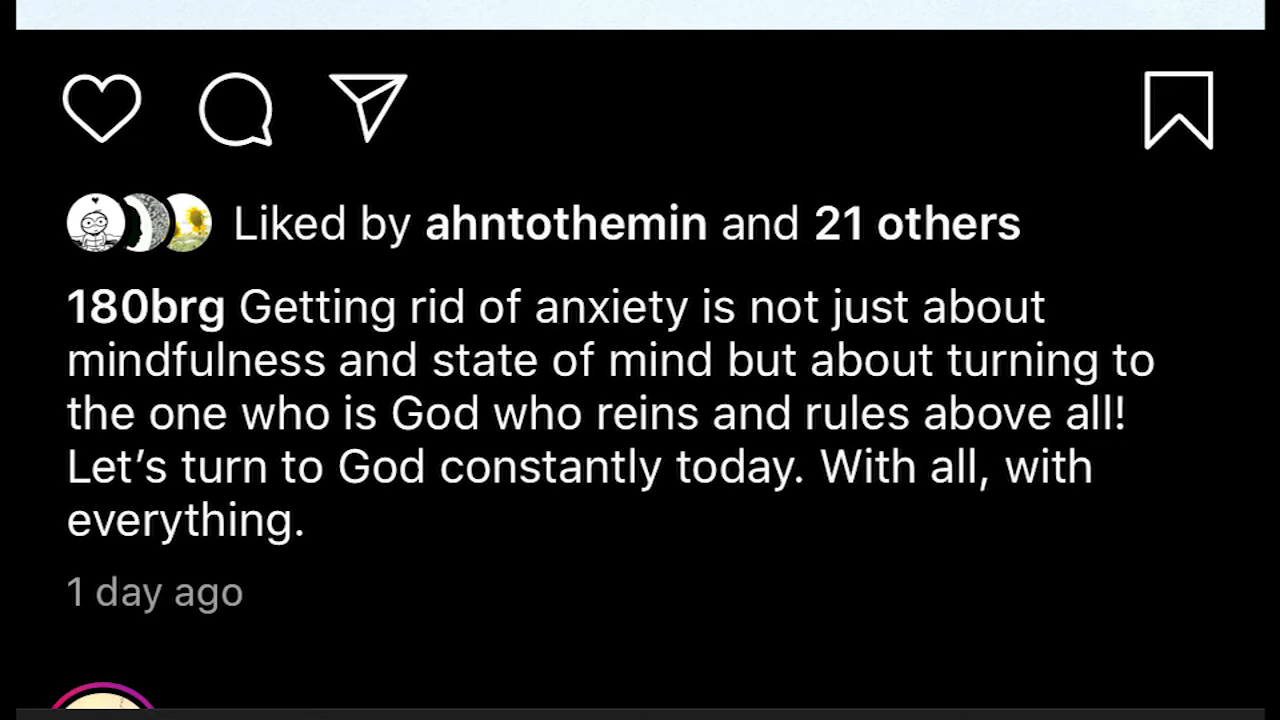 Liked by ahntothemin and 21 others
180brg Getting rid of anxiety is not just about
mindfulness and state of mind but about turning to
the one who is God who reins and rules above all!
Let’s turn to God constantly today. With all, with
everything.
1 day ago